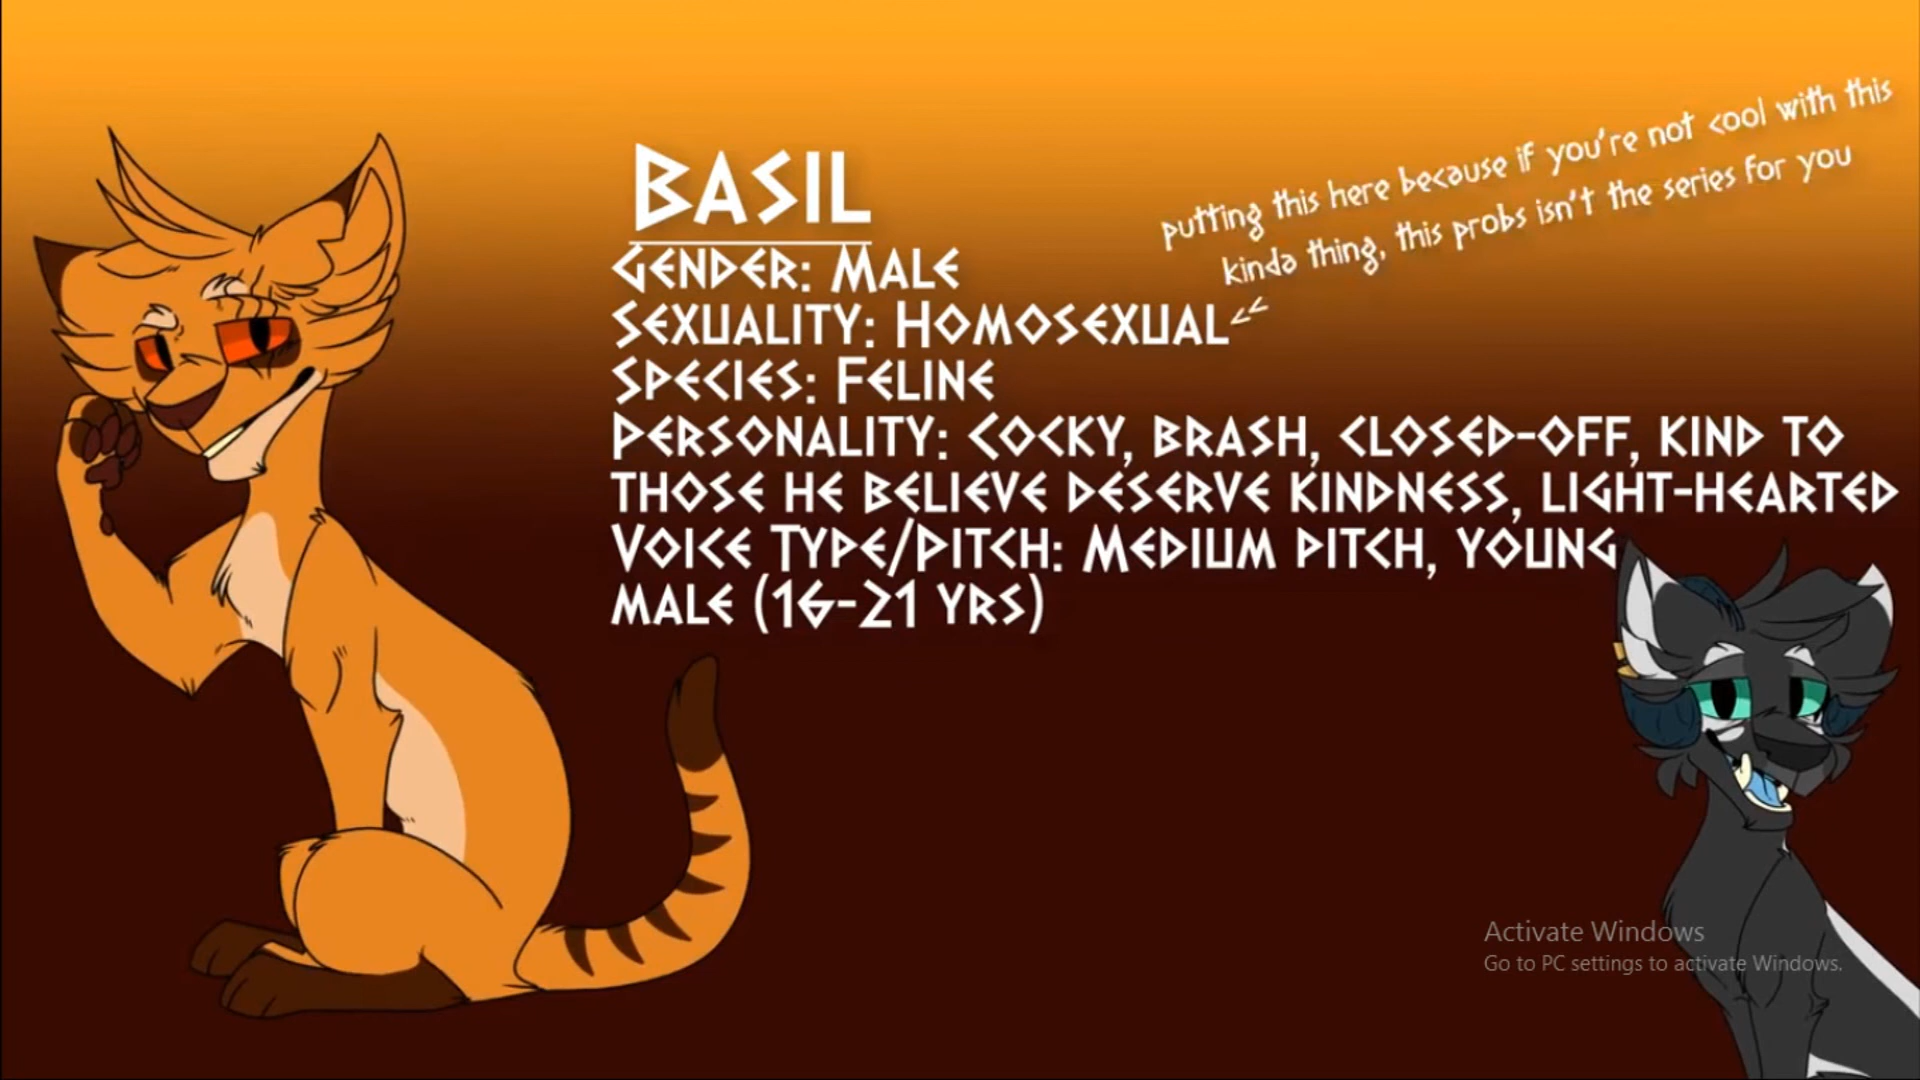 Basil
Gender: Male
putting this here because if you're not cool with this
kinda thing, this probs isn't the series for you
Sexuality: Homosexual<<
Species: Feline
Personality: Cocky, brash, closed-off, kind to
those he believe deserve kindness, light-hearted
Voice Type/Pitch: Medium pitch, young
male (16-21 yrs)
Activate Windows
Go to PC settings to activate Windows.